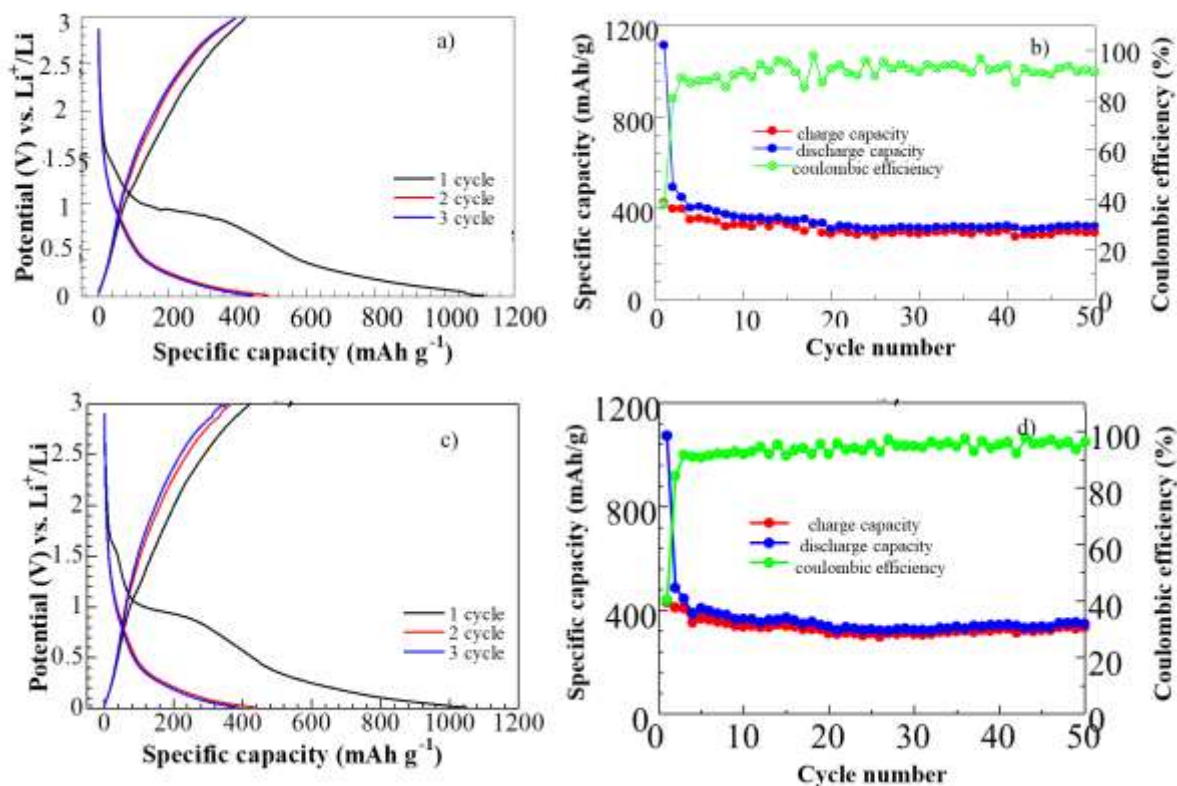 a)
3
2.5
2
1.5
1
0.5
0
Potential (V) vs. Li⁺/Li
1 cycle
2 cycle
3 cycle
0 200 400 600 800 1000 1200
Specific capacity (mAh g⁻¹)
b)
1200
800
400
0
Specific capacity (mAh/g)
charge capacity
discharge capacity
coulombic efficiency
100
80
60
40
20
0
Coulombic efficiency (%)
0 10 20 30 40 50
Cycle number
c)
3
2.5
2
1.5
1
0.5
0
Potential (V) vs. Li⁺/Li
1 cycle
2 cycle
3 cycle
0 200 400 600 800 1000 1200
Specific capacity (mAh g⁻¹)
d)
1200
800
400
0
Specific capacity (mAh/g)
charge capacity
discharge capacity
coulombic efficiency
100
80
60
40
20
0
Coulombic efficiency (%)
0 10 20 30 40 50
Cycle number